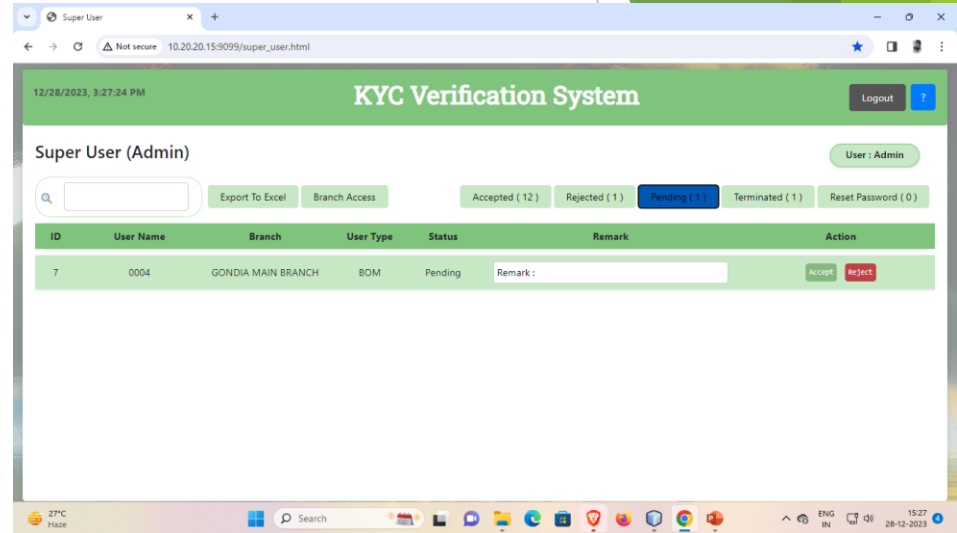 Super User
Not secure 10.20.20.15:9099/super_user.html
12/28/2023, 3:27:24 PM
KYC Verification System
Logout
?
Super User (Admin)
User : Admin
Export To Excel
Branch Access
Accepted ( 12 )
Rejected ( 1 )
Pending ( 1 )
Terminated ( 1 )
Reset Password ( 0 )
ID User Name Branch User Type Status Remark Action
7 0004 GONDIA MAIN BRANCH BOM Pending Remark : Accept Reject
27°C
Haze
Search
ENG
IN
15:27
28-12-2023
4